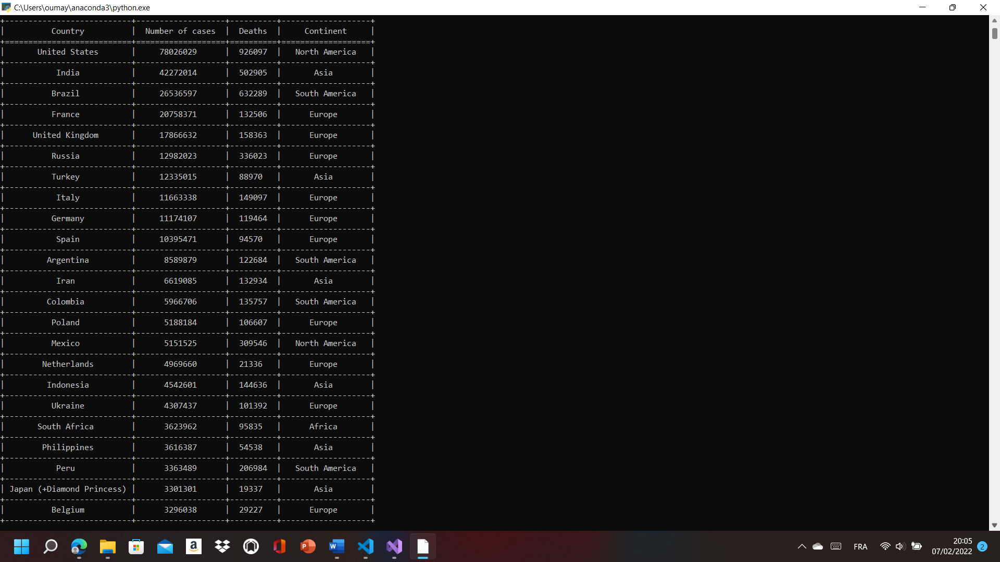 C:\Users\oumay\anaconda3\python.exe
Country | Number of cases | Deaths | Continent
United States | 78026029 | 926097 | North America
India | 42272014 | 502905 | Asia
Brazil | 26536597 | 632289 | South America
France | 20758371 | 132506 | Europe
United Kingdom | 17866632 | 158363 | Europe
Russia | 12982023 | 336023 | Europe
Turkey | 12335015 | 88970 | Asia
Italy | 11663338 | 149097 | Europe
Germany | 11174107 | 119464 | Europe
Spain | 10395471 | 94570 | Europe
Argentina | 8589879 | 122684 | South America
Iran | 6619085 | 132934 | Asia
Colombia | 5966706 | 135757 | South America
Poland | 5188184 | 106607 | Europe
Mexico | 5151525 | 309546 | North America
Netherlands | 4969660 | 21336 | Europe
Indonesia | 4542601 | 144636 | Asia
Ukraine | 4307437 | 101392 | Europe
South Africa | 3623962 | 95835 | Africa
Philippines | 3616387 | 54538 | Asia
Peru | 3363489 | 206984 | South America
Japan (+Diamond Princess) | 3301301 | 19337 | Asia
Belgium | 3296038 | 29227 | Europe
a
P
W
FRA
20:05
07/02/2022
2